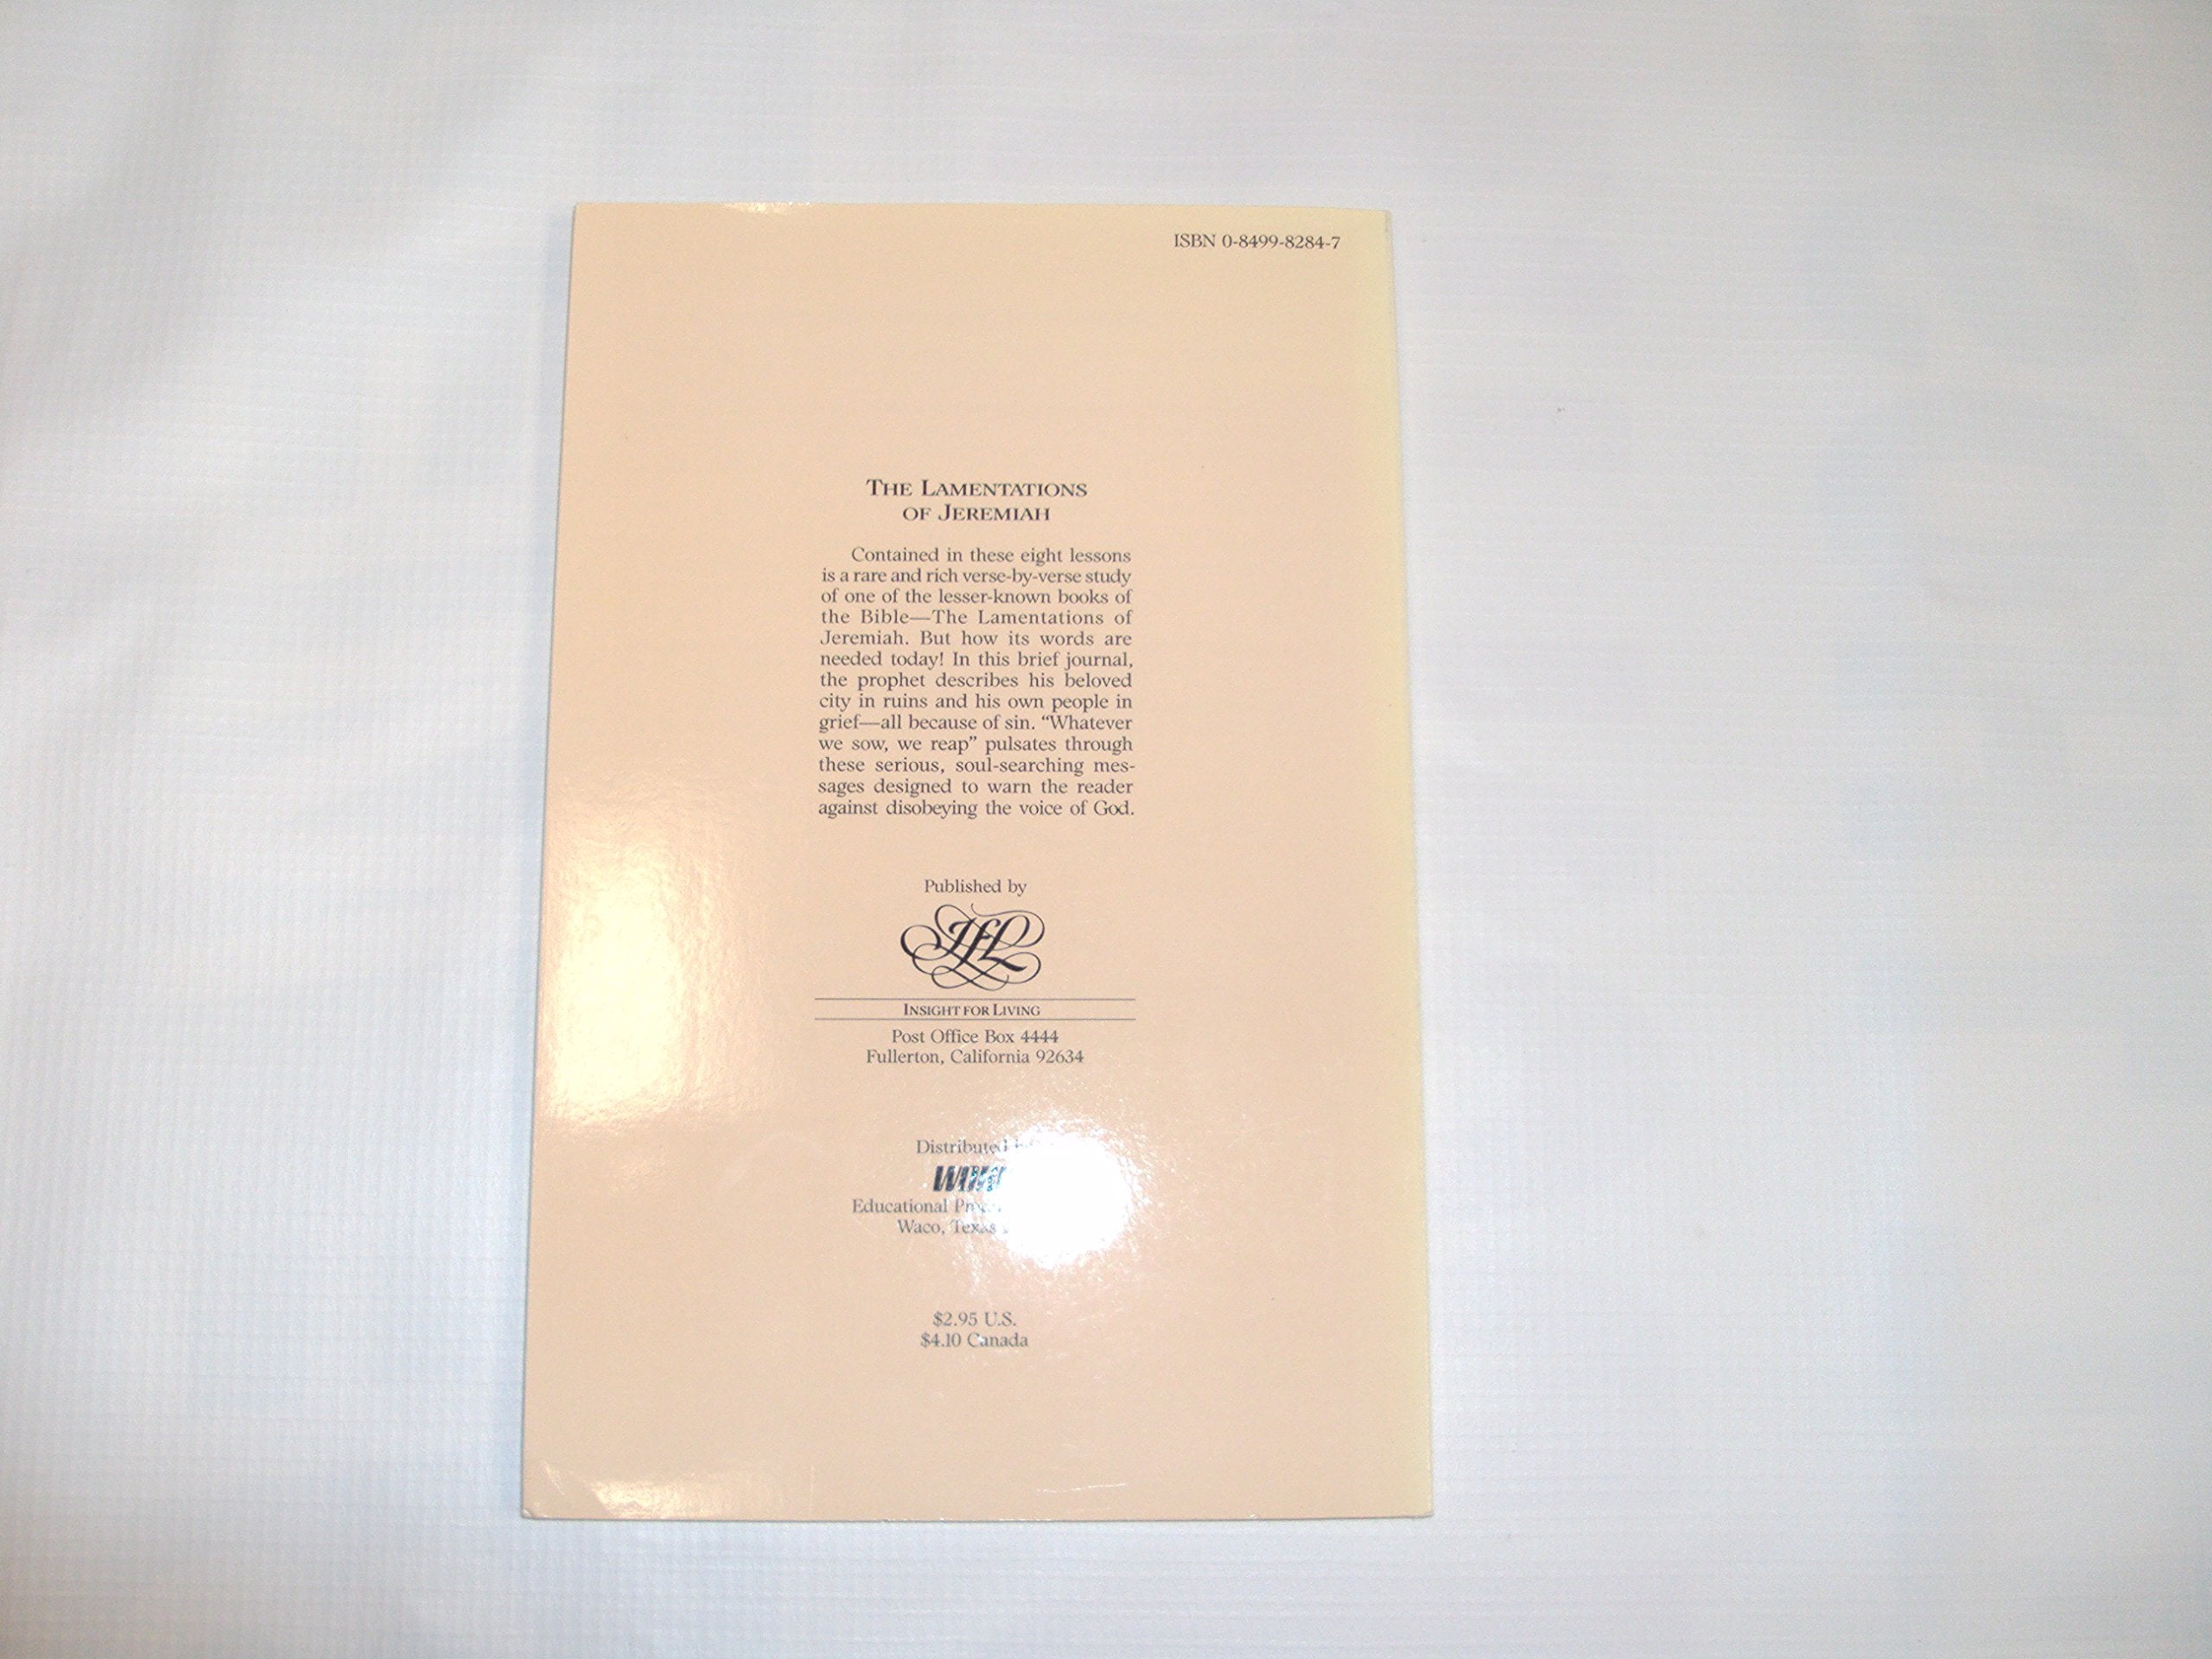 ISBN 0-8499-8284-7
THE LAMENTATIONS
OF JEREMIAH
Contained in these eight lessons
is a rare and rich verse-by-verse study
of one of the lesser-known books of
the Bible—The Lamentations of
Jeremiah. But how its words are
needed today! In this brief journal,
the prophet describes his beloved
city in ruins and his own people in
grief—all because of sin. “Whatever
we sow, we reap” pulsates through
these serious, soul-searching mes-
sages designed to warn the reader
against disobeying the voice of God.
Published by
IFL
INSIGHT FOR LIVING
Post Office Box 4444
Fullerton, California 92634
Distributed
Educational
Waco, Texas
$2.95 U.S.
$4.10 Canada